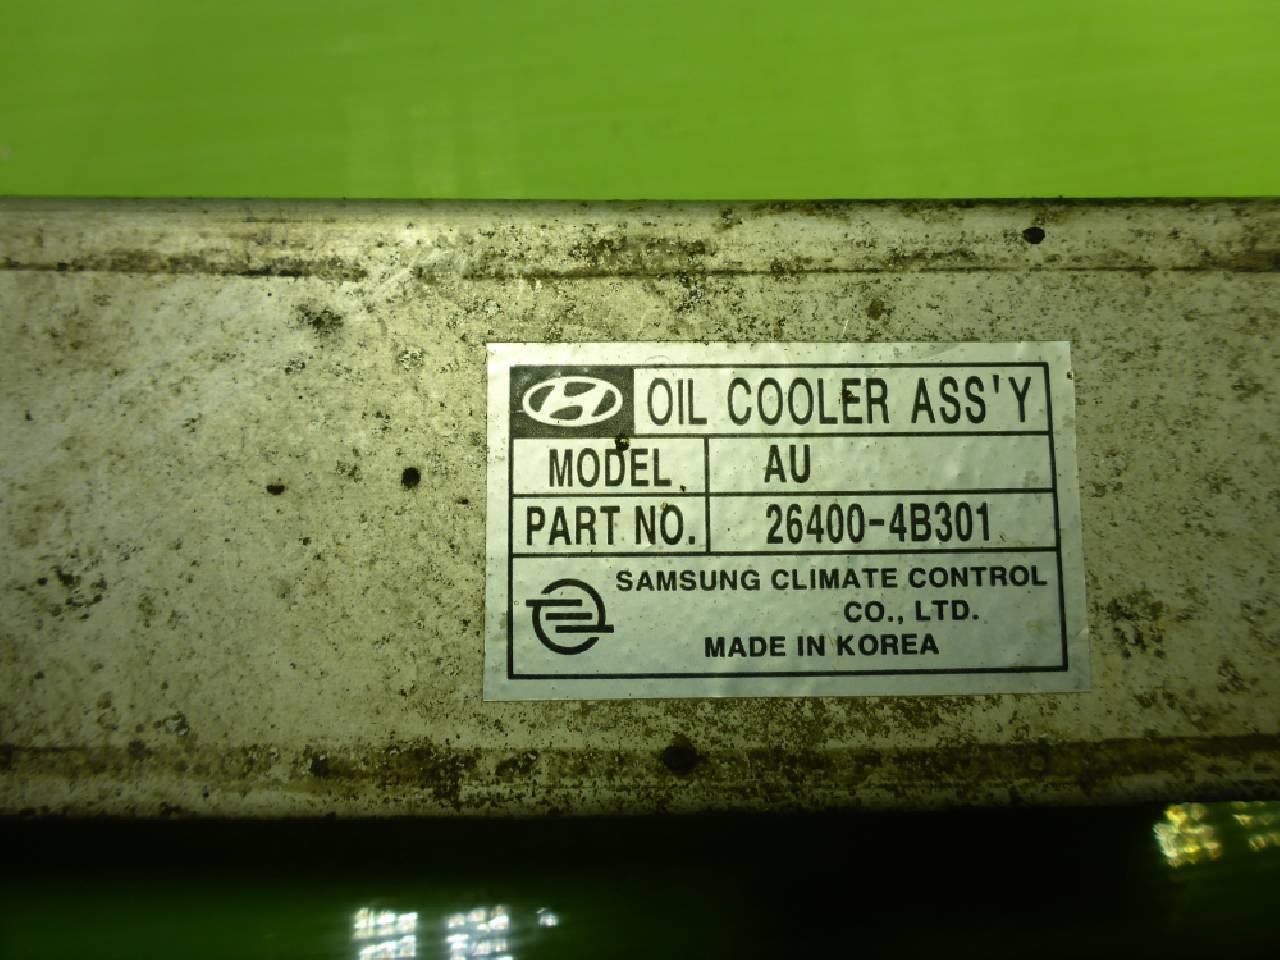 OIL COOLER ASS'Y
MODEL AU
PART NO. 26400-4B301
SAMSUNG CLIMATE CONTROL
CO., LTD.
MADE IN KOREA